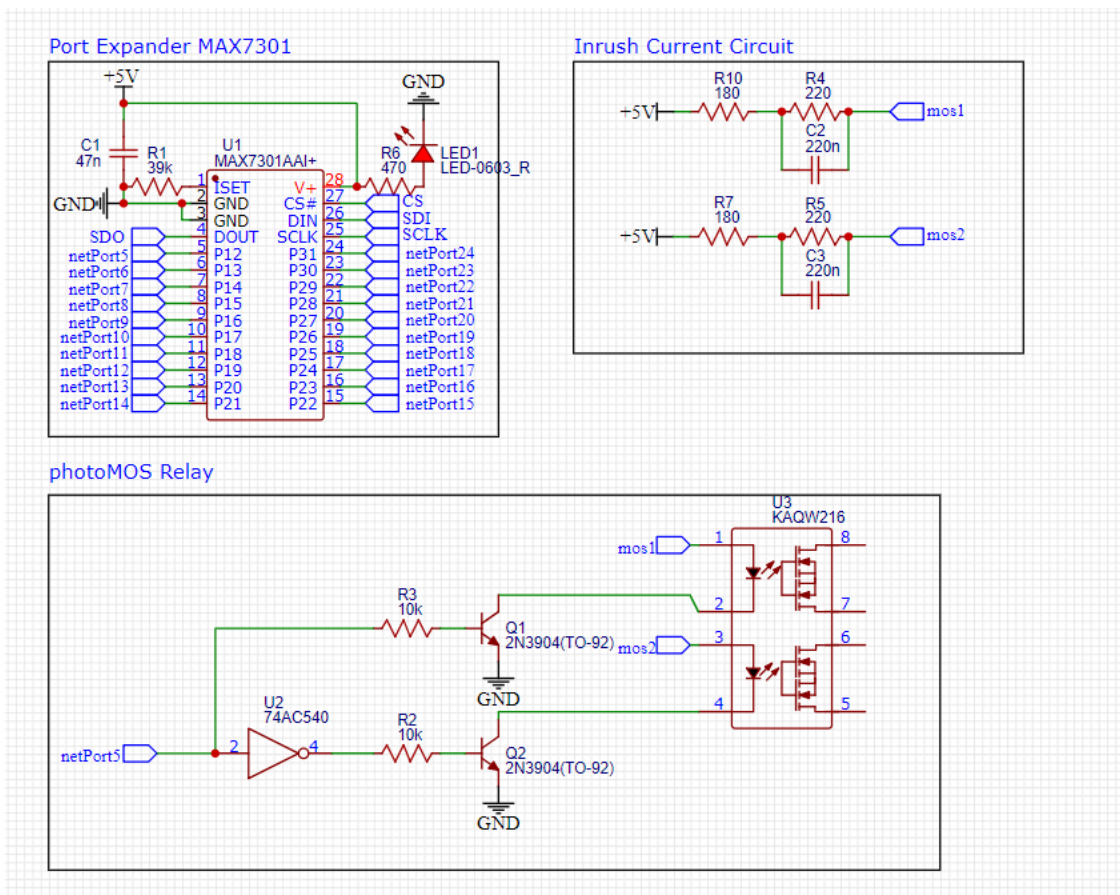 Port Expander MAX7301
+5V
GND
C1
47n
R1
39k
U1
MAX7301AAI+
R6
470
LED1
LED-0603_R
GND
1 ISET
2 GND
3 GND
4 DOUT
5 P12
6 P13
7 P14
8 P15
9 P16
10 P17
11 P18
12 P19
13 P20
14 P21
V+ 28
CS# 27
DIN 26
SCLK 25
P31 24
P30 23
P29 22
P28 21
P27 20
P26 19
P25 18
P24 17
P23 16
P22 15
SDO
netPort5
netPort6
netPort7
netPort8
netPort9
netPort10
netPort11
netPort12
netPort13
netPort14
CS
SDI
SCLK
netPort24
netPort23
netPort22
netPort21
netPort20
netPort19
netPort18
netPort17
netPort16
netPort15
Inrush Current Circuit
+5V
R10
180
R4
220
C2
220n
mos1
+5V
R7
180
R5
220
C3
220n
mos2
photoMOS Relay
U3
KAQW216
mos1
1
2
mos2
3
4
8
7
6
5
R3
10k
Q1
2N3904(TO-92)
GND
U2
74AC540
netPort5
2
4
R2
10k
Q2
2N3904(TO-92)
GND